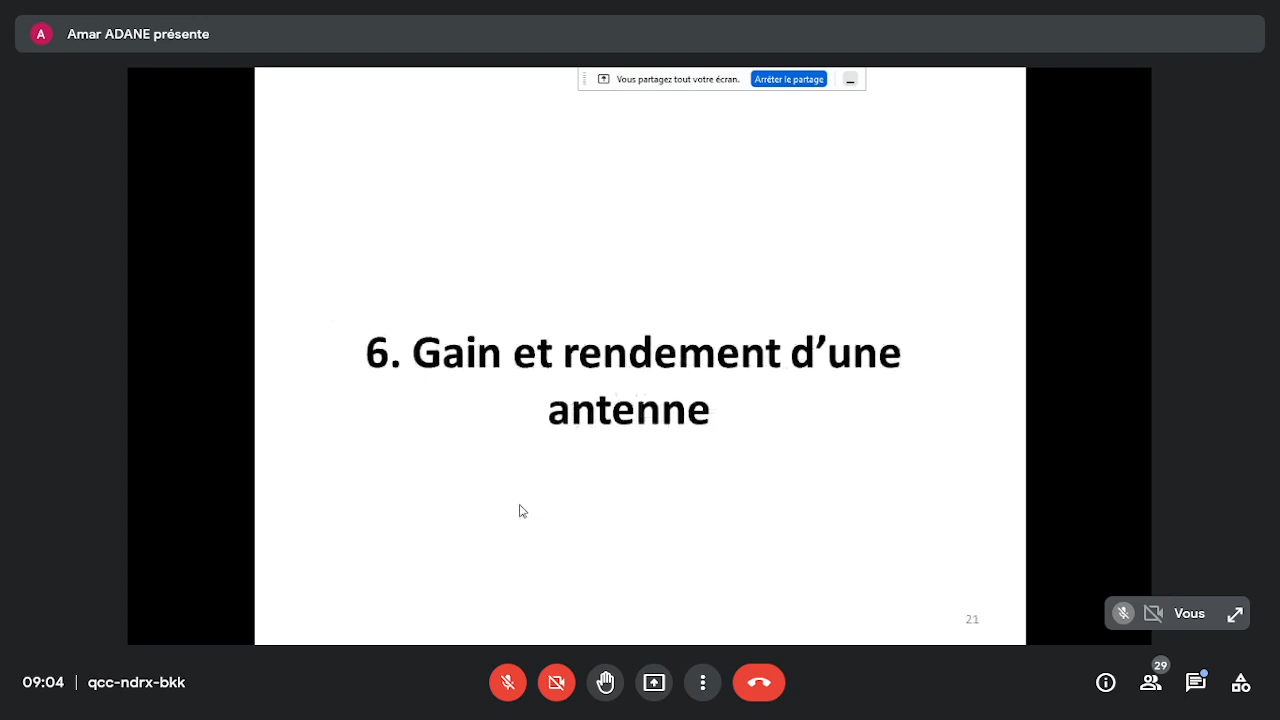 A
Amar ADANE présente
Vous partagez tout votre écran.
Arrêter le partage
6. Gain et rendement d’une
antenne
21
Vous
09:04
qcc-ndrx-bkk
29